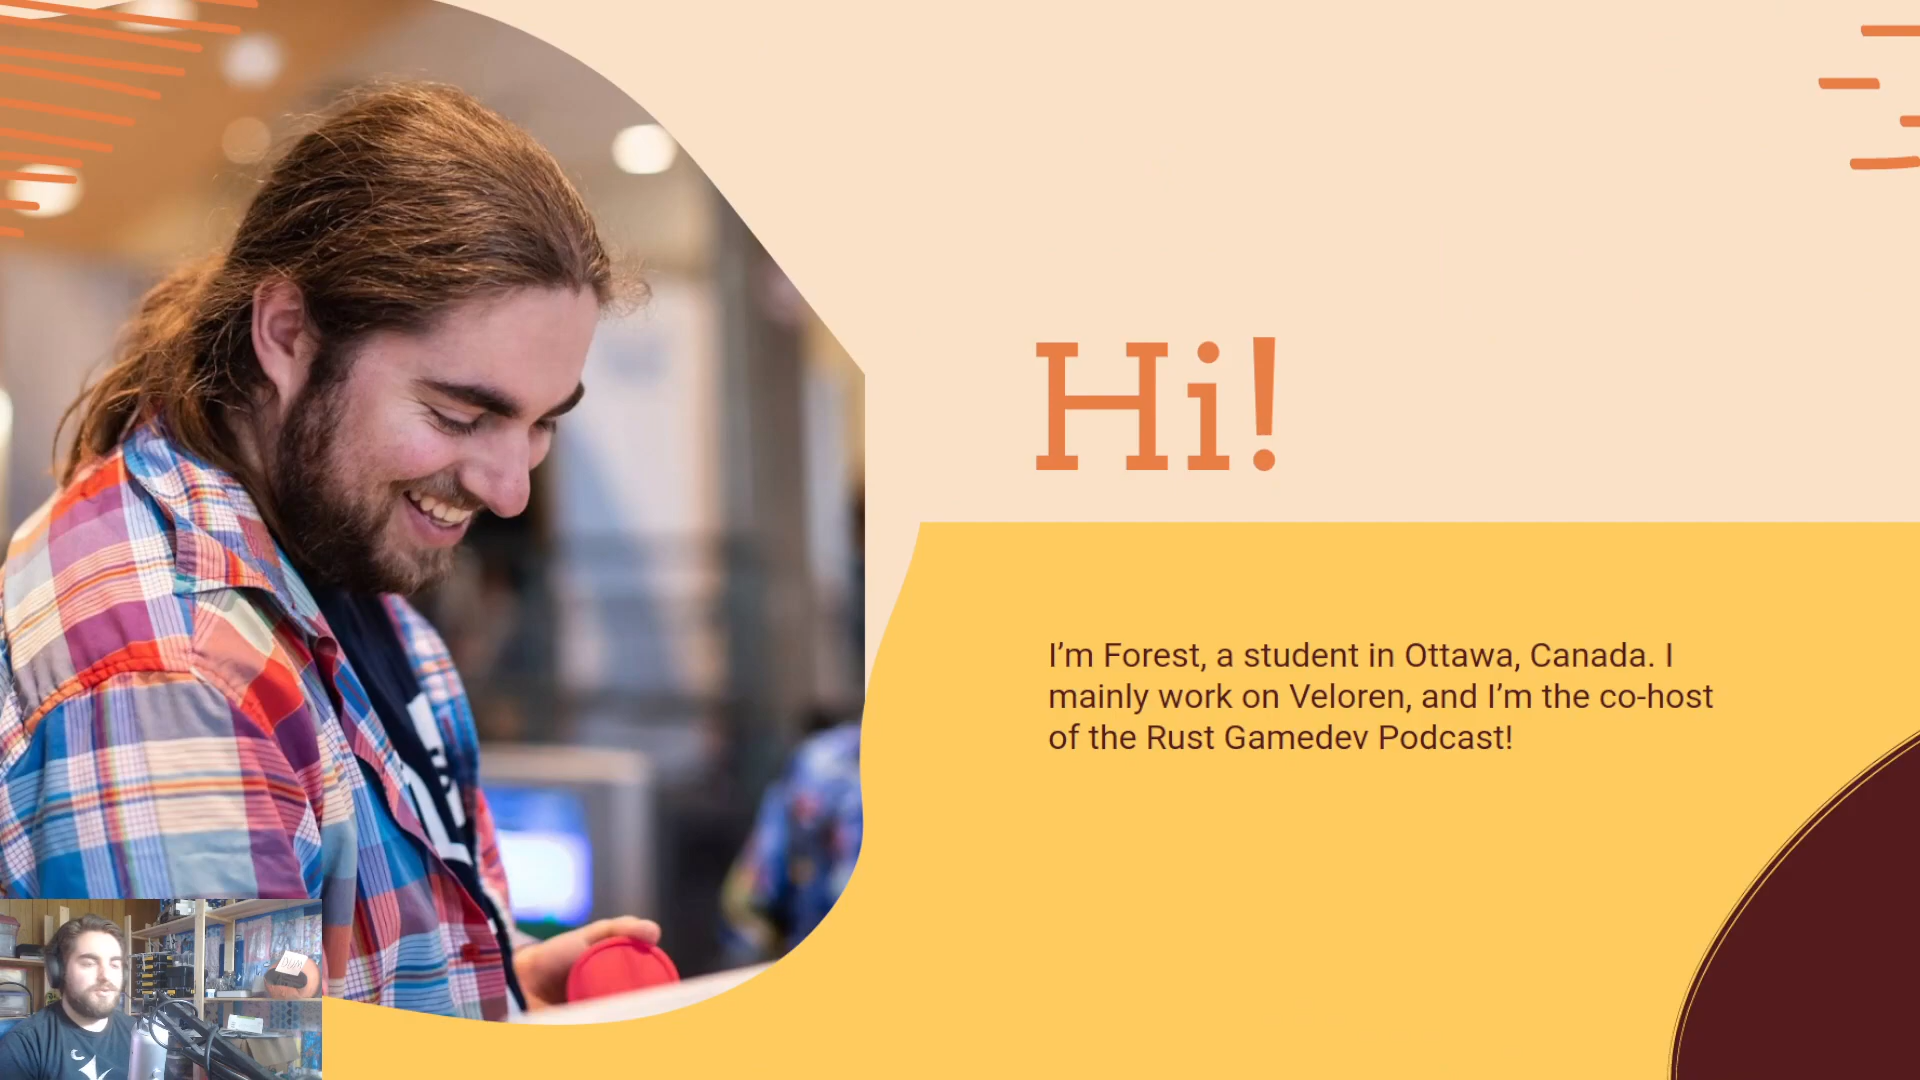 Hi!
I’m Forest, a student in Ottawa, Canada. I
mainly work on Veloren, and I’m the co-host
of the Rust Gamedev Podcast!